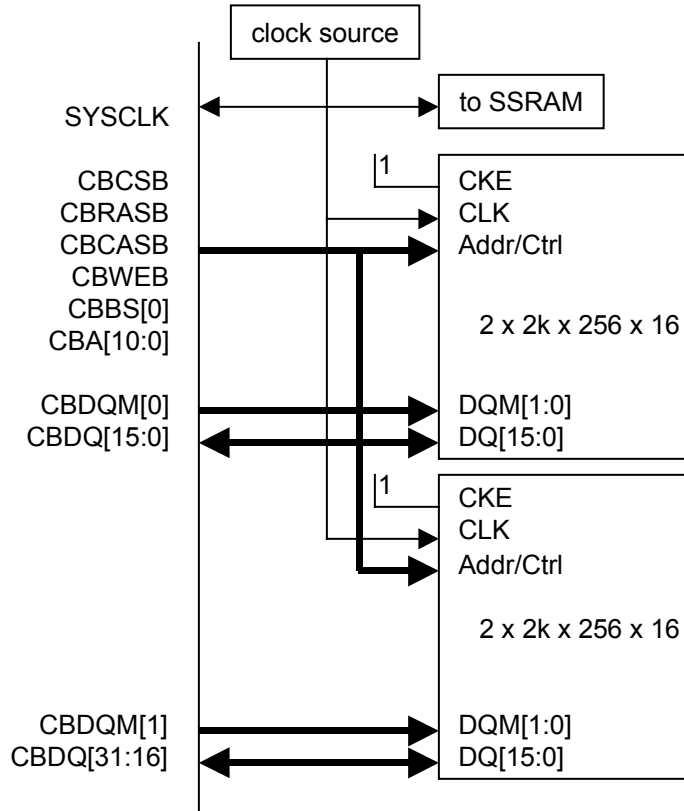 clock source
SYSCLK
to SSRAM
CBCSB
CBRASB
CBCASB
CBWEB
CBBS[0]
CBA[10:0]
1
CKE
CLK
Addr/Ctrl
2 x 2k x 256 x 16
CBDQM[0]
CBDQ[15:0]
DQM[1:0]
DQ[15:0]
1
CKE
CLK
Addr/Ctrl
2 x 2k x 256 x 16
CBDQM[1]
CBDQ[31:16]
DQM[1:0]
DQ[15:0]